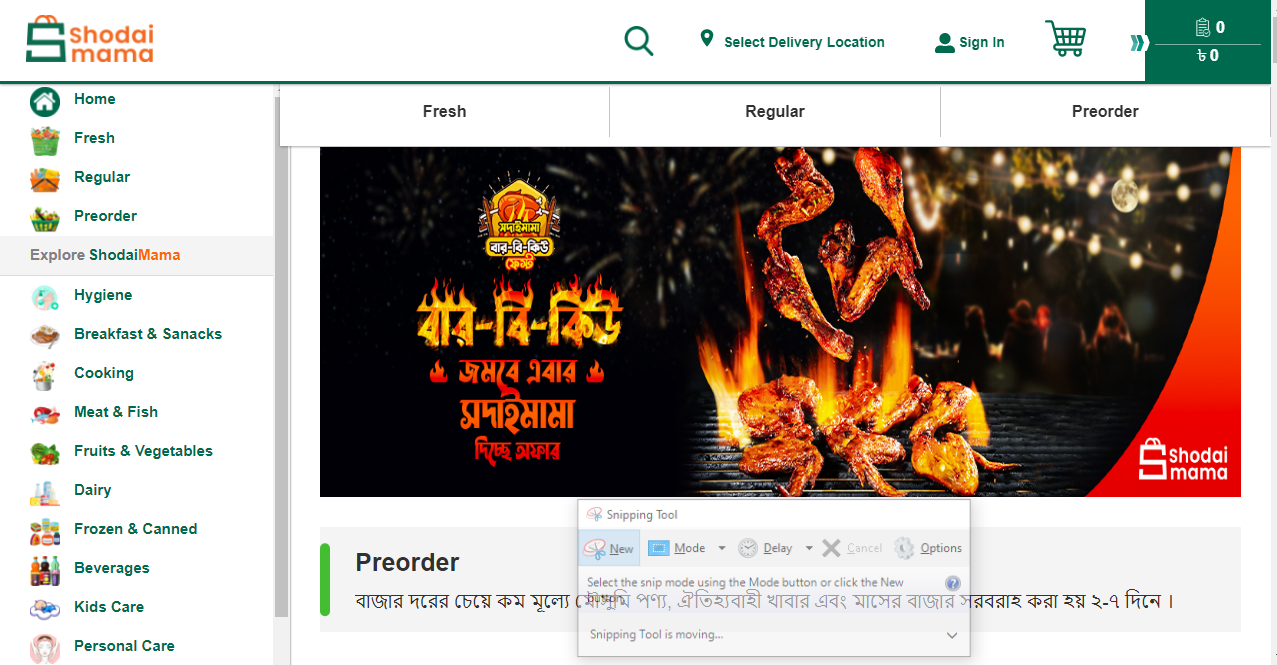 Shodai
mama
Select Delivery Location
Sign In
0
৳ 0
Home
Fresh
Regular
Preorder
Explore ShodaiMama
Hygiene
Breakfast & Sanacks
Cooking
Meat & Fish
Fruits & Vegetables
Dairy
Frozen & Canned
Beverages
Kids Care
Personal Care
Fresh
Regular
Preorder
সদাইমামা
বার-বি-কিউ
ফেস্ট
বার-বি-কিউ
জমবে এবার
সদাইমামা
দিচ্ছে অফার
Shodai
mama
Snipping Tool
New
Mode
Delay
Cancel
Options
Select the snip mode using the Mode button or click the New
button.
Snipping Tool is moving...
Preorder
বাজার দরের চেয়ে কম মূল্যে মৌসুমি পণ্য, ঐতিহ্যবাহী খাবার এবং মাসের বাজার সরবরাহ করা হয় ২-৭ দিনে ।